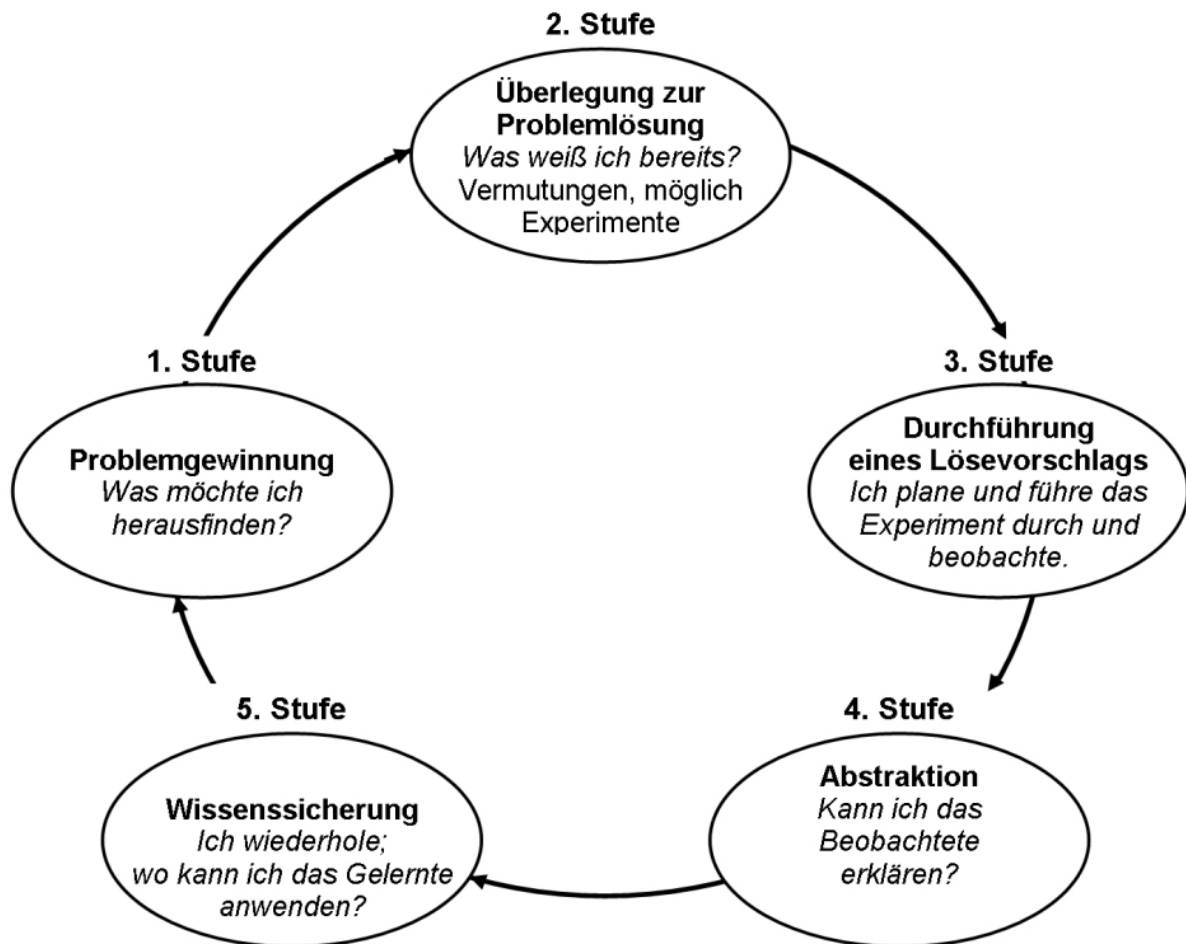 2. Stufe
Überlegung zur
Problemlösung
Was weiß ich bereits?
Vermutungen, möglich
Experimente
1. Stufe
Problemgewinnung
Was möchte ich
herausfinden?
3. Stufe
Durchführung
eines Lösevorschlags
Ich plane und führe das
Experiment durch und
beobachte.
5. Stufe
Wissenssicherung
Ich wiederhole;
wo kann ich das Gelernte
anwenden?
4. Stufe
Abstraktion
Kann ich das
Beobachtete
erklären?